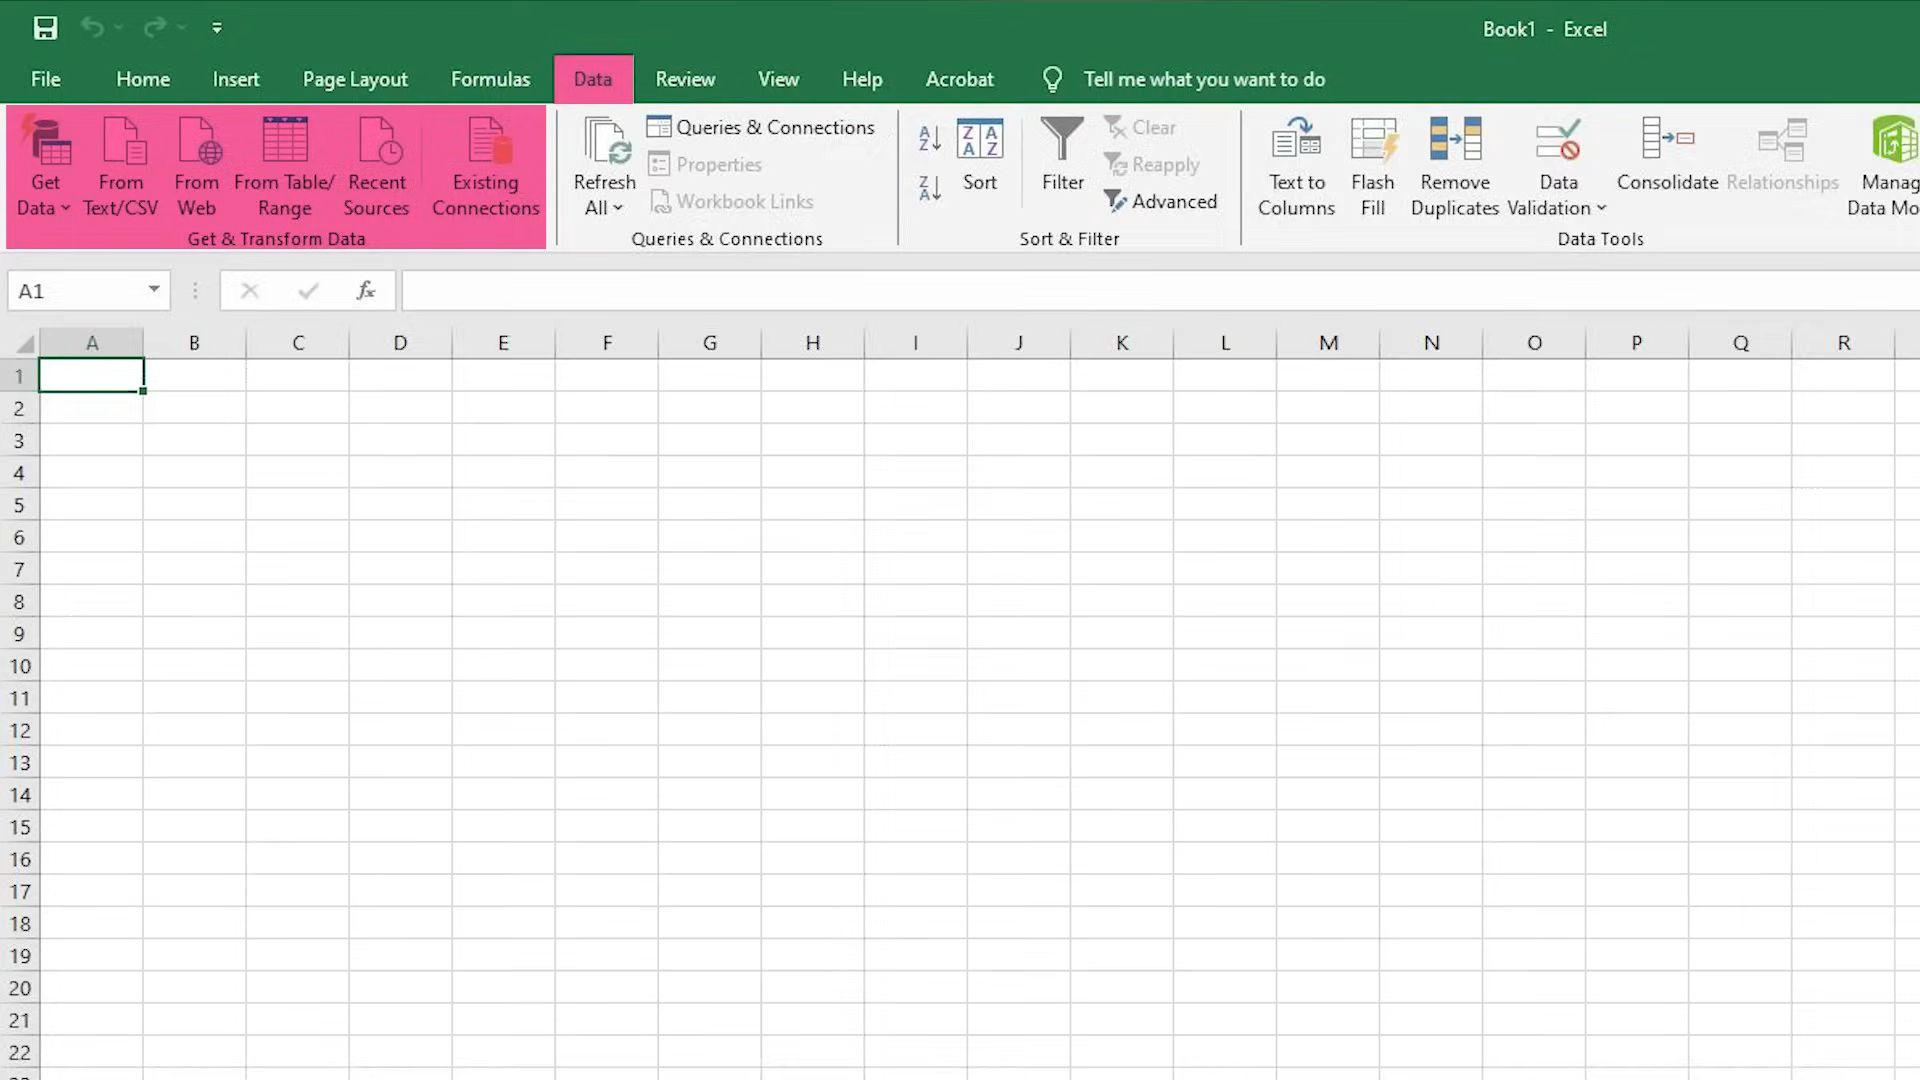 Book1 - Excel
File Home Insert Page Layout Formulas Data Review View Help Acrobat Tell me what you want to do
Get Data
From Text/CSV
From Web
From Table/ Range
Recent Sources
Existing Connections
Get & Transform Data
Refresh All
Queries & Connections
Properties
Workbook Links
Queries & Connections
Sort
Filter
Clear
Reapply
Advanced
Sort & Filter
Text to Columns
Flash Fill
Remove Duplicates
Data Validation
Consolidate
Relationships
Manag
Data Mo
Data Tools
A1 fx
A B C D E F G H I J K L M N O P Q R
1
2
3
4
5
6
7
8
9
10
11
12
13
14
15
16
17
18
19
20
21
22